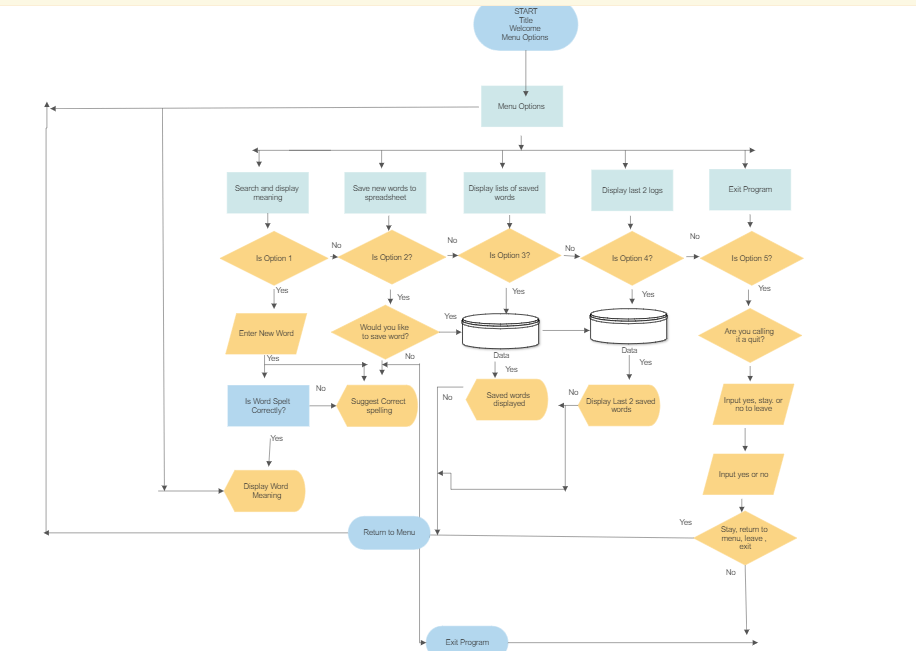 START
Title
Welcome
Menu Options
Menu Options
Search and display
meaning
Save new words to
spreadsheet
Display lists of saved
words
Display last 2 logs
Exit Program
Is Option 1
No
Is Option 2?
No
Is Option 3?
No
Is Option 4?
No
Is Option 5?
Yes
Yes
Yes
Yes
Yes
Enter New Word
Would you like
to save word?
Yes
Data
Data
Are you calling
it a quit?
Yes
No
Yes
Yes
Is Word Spelt
Correctly?
No
Suggest Correct
spelling
No
Saved words
displayed
No
Display Last 2 saved
words
Input yes, stay. or
no to leave
Yes
Display Word
Meaning
Input yes or no
Return to Menu
Yes
Stay, return to
menu, leave ,
exit
No
Exit Program